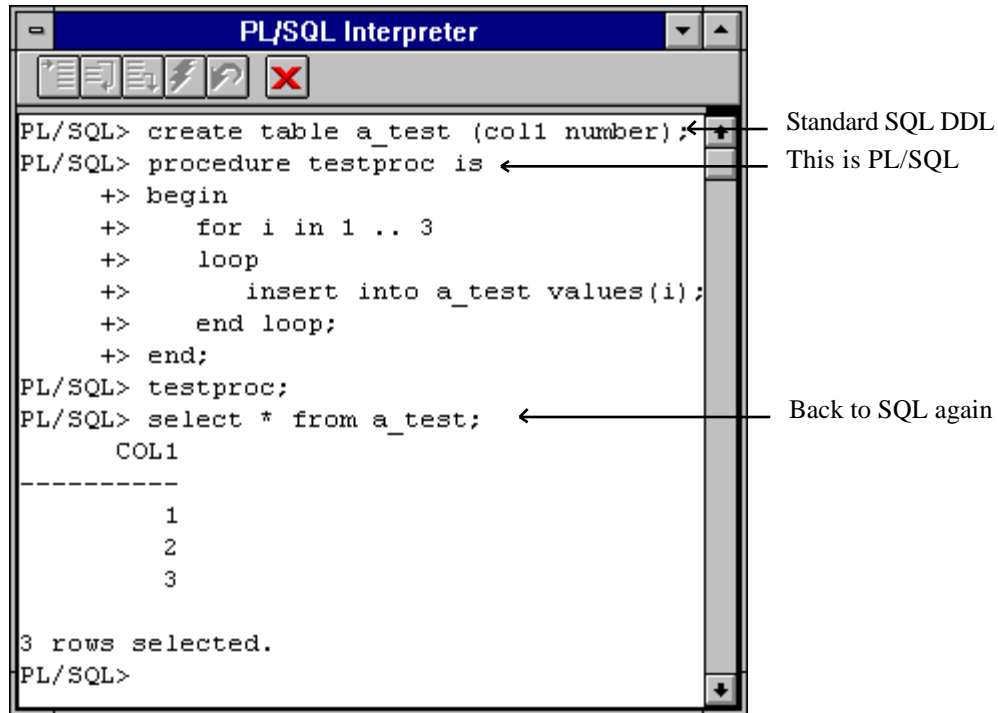 PL/SQL Interpreter
PL/SQL> create table a_test (col1 number);
Standard SQL DDL
PL/SQL> procedure testproc is
This is PL/SQL
+> begin
+>    for i in 1 .. 3
+>    loop
+>       insert into a_test values(i);
+>    end loop;
+> end;
PL/SQL> testproc;
PL/SQL> select * from a_test;
Back to SQL again
COL1
----------
1
2
3
3 rows selected.
PL/SQL>